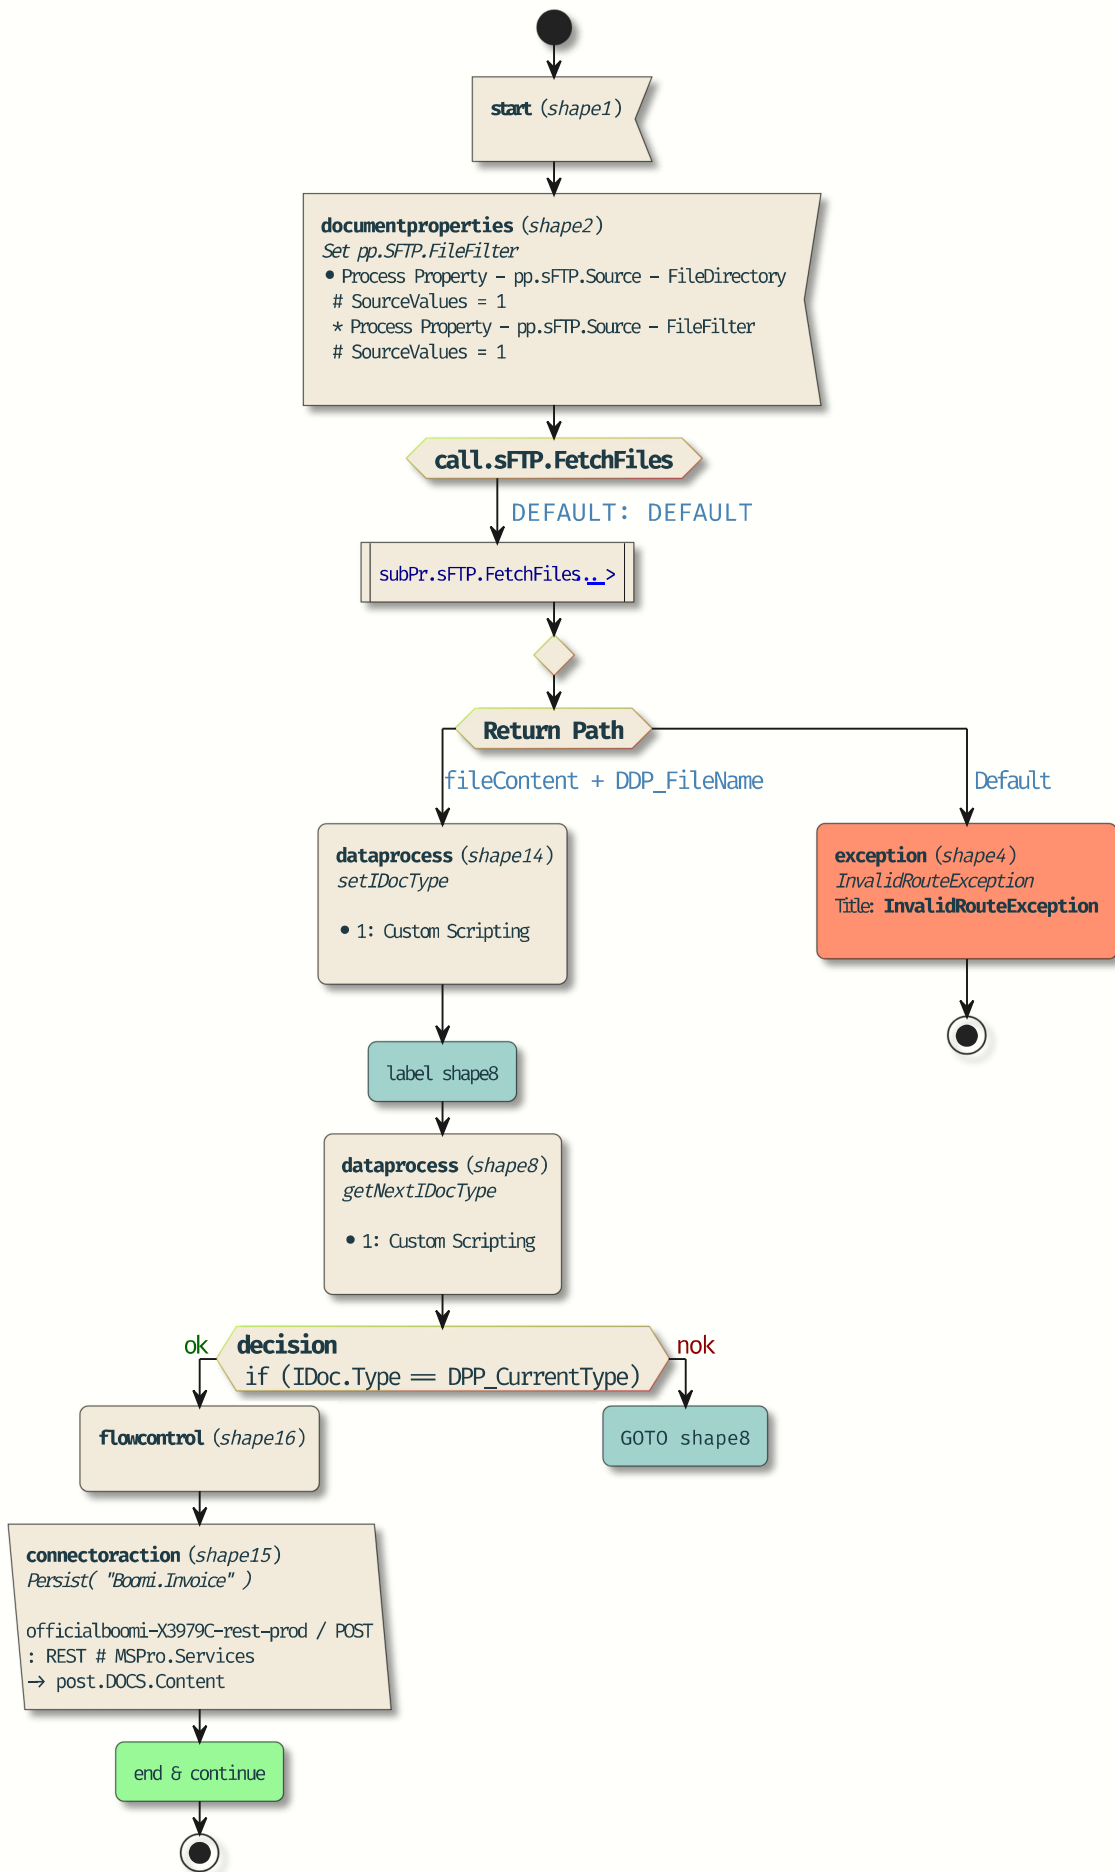 start (shape1)
documentproperties (shape2)
Set pp.SFTP.FileFilter
• Process Property - pp.sFTP.Source - FileDirectory
# SourceValues = 1
* Process Property - pp.sFTP.Source - FileFilter
# SourceValues = 1
call.sFTP.FetchFiles
DEFAULT: DEFAULT
subPr.sFTP.FetchFiles...>
Return Path
fileContent + DDP_FileName
Default
dataprocess (shape14)
setIDocType
• 1: Custom Scripting
exception (shape4)
InvalidRouteException
Title: InvalidRouteException
label shape8
dataprocess (shape8)
getNextIDocType
• 1: Custom Scripting
ok
decision
if (IDoc.Type == DPP_CurrentType)
nok
flowcontrol (shape16)
GOTO shape8
connectoraction (shape15)
Persist( "Boomi.Invoice" )
officialboomi-X3979C-rest-prod / POST
: REST # MSPro.Services
→ post.DOCS.Content
end & continue